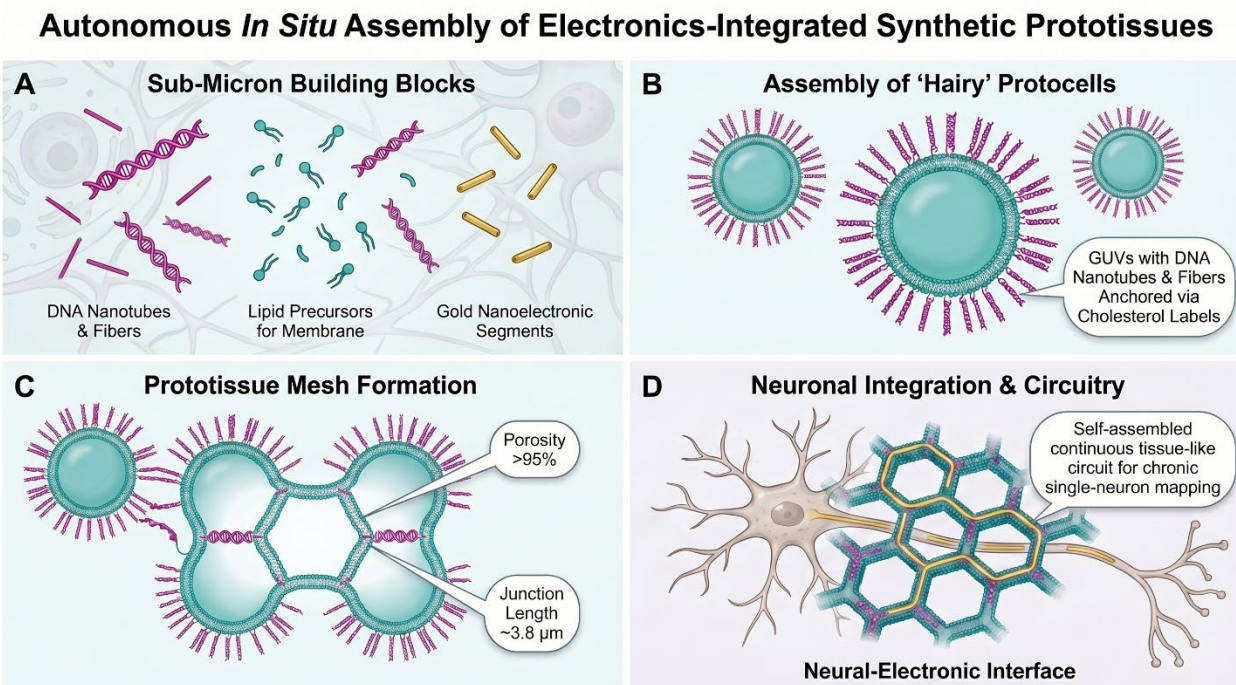 Autonomous In Situ Assembly of Electronics-Integrated Synthetic Prototissues
A
Sub-Micron Building Blocks
DNA Nanotubes
& Fibers
Lipid Precursors
for Membrane
Gold Nanoelectronic
Segments
B
Assembly of ‘Hairy’ Protocells
GUVs with DNA
Nanotubes & Fibers
Anchored via
Cholesterol Labels
C
Prototissue Mesh Formation
Porosity
>95%
Junction
Length
~3.8 μm
D
Neuronal Integration & Circuitry
Self-assembled
continuous tissue-like
circuit for chronic
single-neuron mapping
Neural-Electronic Interface